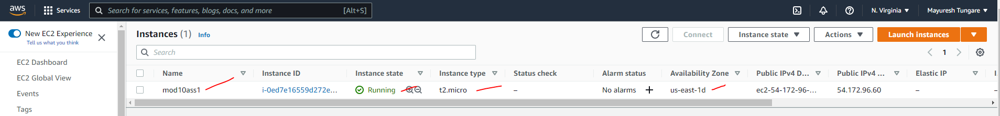 aws Services Search for services, features, blogs, docs, and more [Alt+S] N. Virginia Mayuresh Tungare
New EC2 Experience
Tell us what you think
EC2 Dashboard
EC2 Global View
Events
Tags
Instances (1) Info Connect Instance state Actions Launch instances
Search 1
Name Instance ID Instance state Instance type Status check Alarm status Availability Zone Public IPv4 D... Public IPv4 ... Elastic IP
mod10ass1 i-0ed7e16559d272e... Running t2.micro – No alarms + us-east-1d ec2-54-172-96-... 54.172.96.60 – –